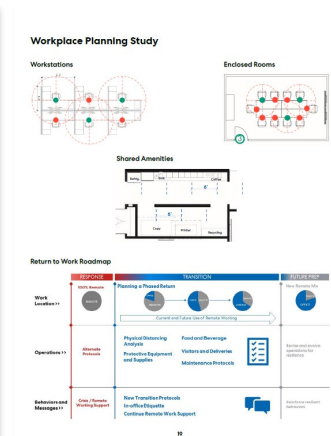 Workplace Planning Study
Workstations
Enclosed Rooms
Shared Amenities
Coffee
6'
6'
Copy
Printer
Recycling
Return to Work Roadmap
RESPONSE
TRANSITION
FUTURE PREP
Work
Location >>
100% Remote
Planning a Phased Return
New Remote Mix
Current and Future Use of Remote Working
Operations >>
Alternate
Protocols
Physical Distancing
Analysis
Protective Equipment
and Supplies
Food and Beverage
Visitors and Deliveries
Maintenance Protocols
Behaviors and
Messages >>
Crisis / Remote
Working Support
New Transition Protocols
In-office Etiquette
Continue Remote Work Support